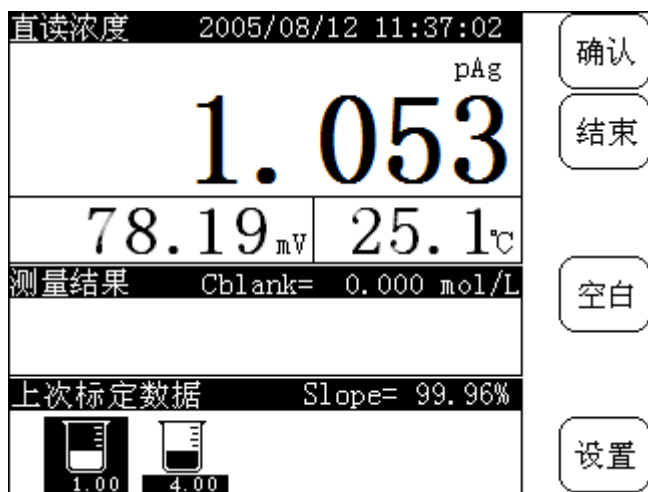 直读浓度 2005/08/12 11:37:02
pAg
1.053
78.19mV 25.1℃
测量结果 Cblank= 0.000 mol/L
上次标定数据 Slope= 99.96%
1.00 4.00
确认
结束
空白
设置